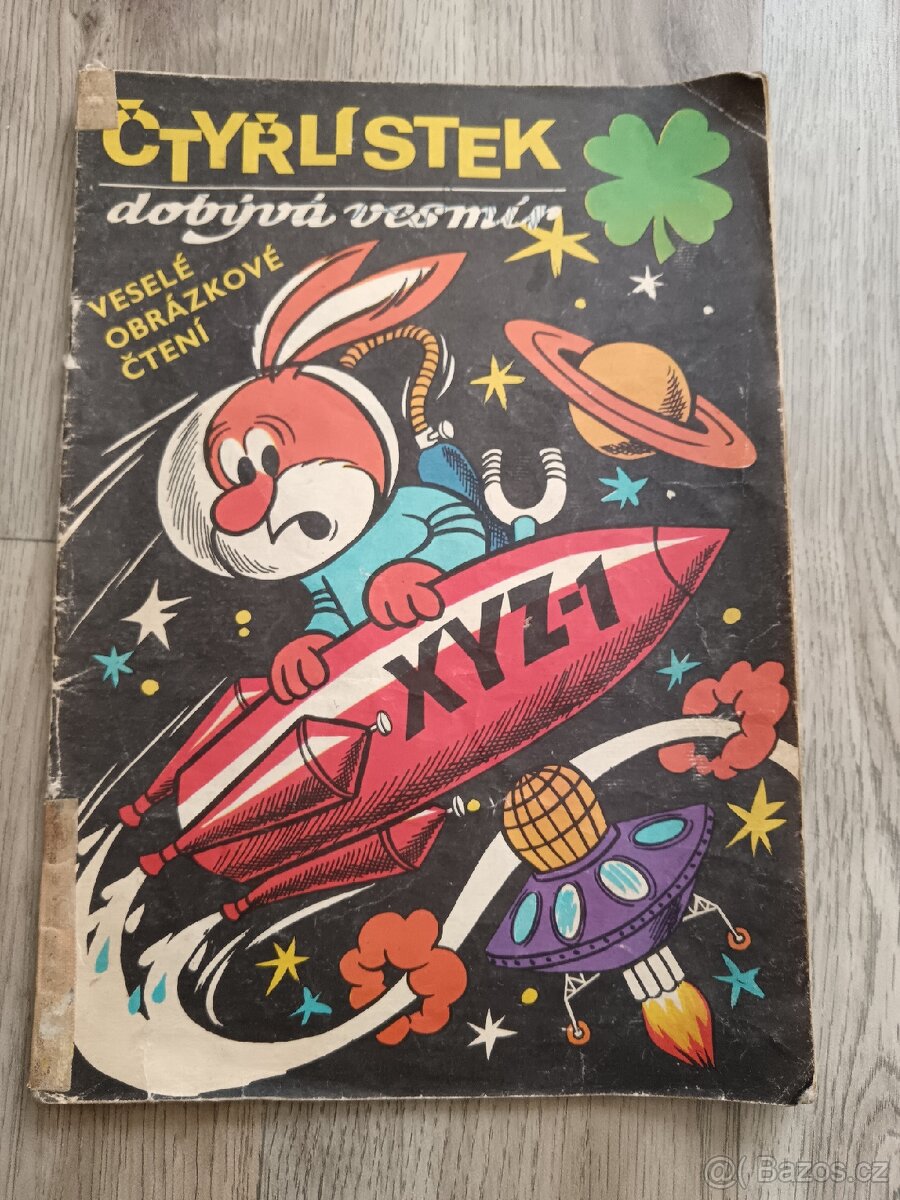 ČTYŘLÍSTEK
dobývá vesmír
VESELÉ
OBRÁZKOVÉ
ČTENÍ
XYZ-1
@( Bazos.cz